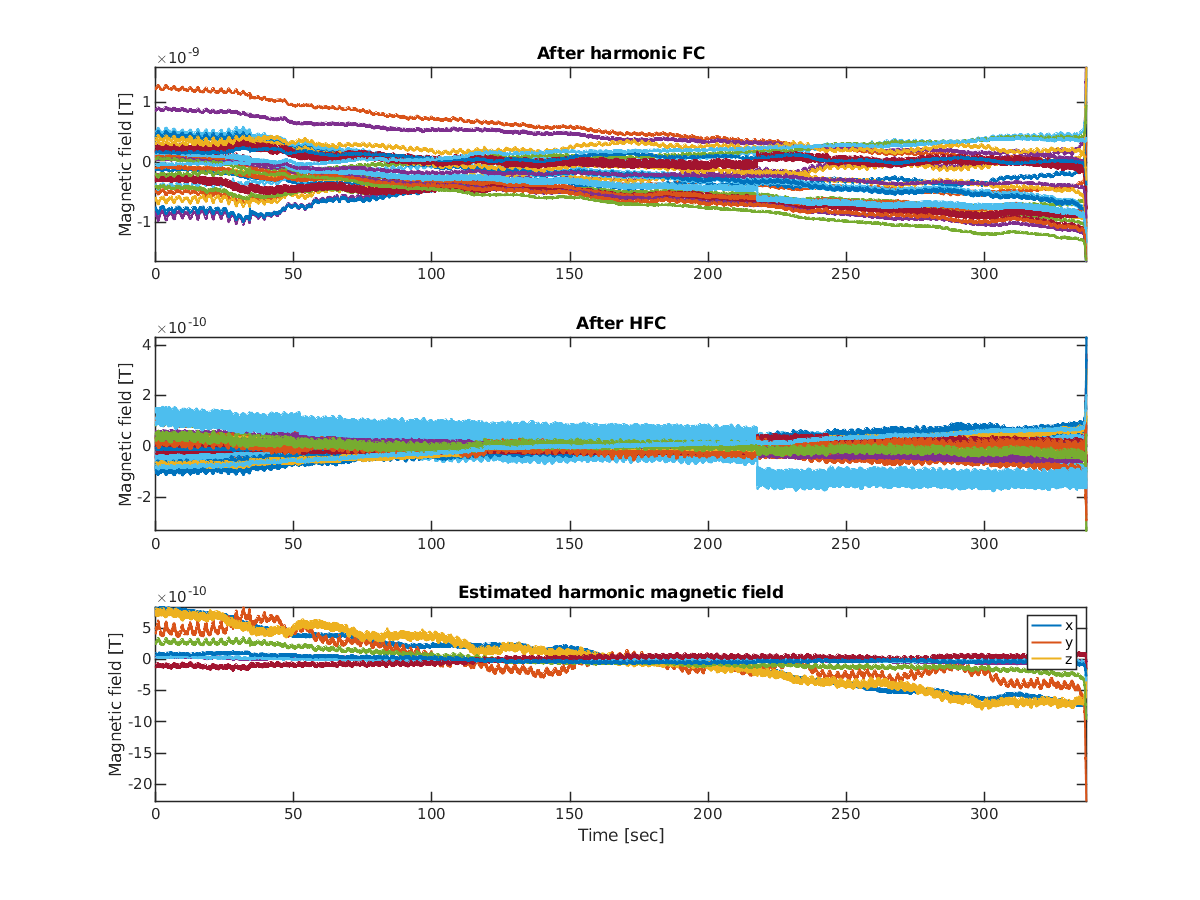 After harmonic FC
×10^-9
Magnetic field [T]
1
0
-1
0 50 100 150 200 250 300
After HFC
×10^-10
Magnetic field [T]
4
2
0
-2
0 50 100 150 200 250 300
Estimated harmonic magnetic field
×10^-10
Magnetic field [T]
5
0
-5
-10
-15
-20
x
y
z
0 50 100 150 200 250 300
Time [sec]